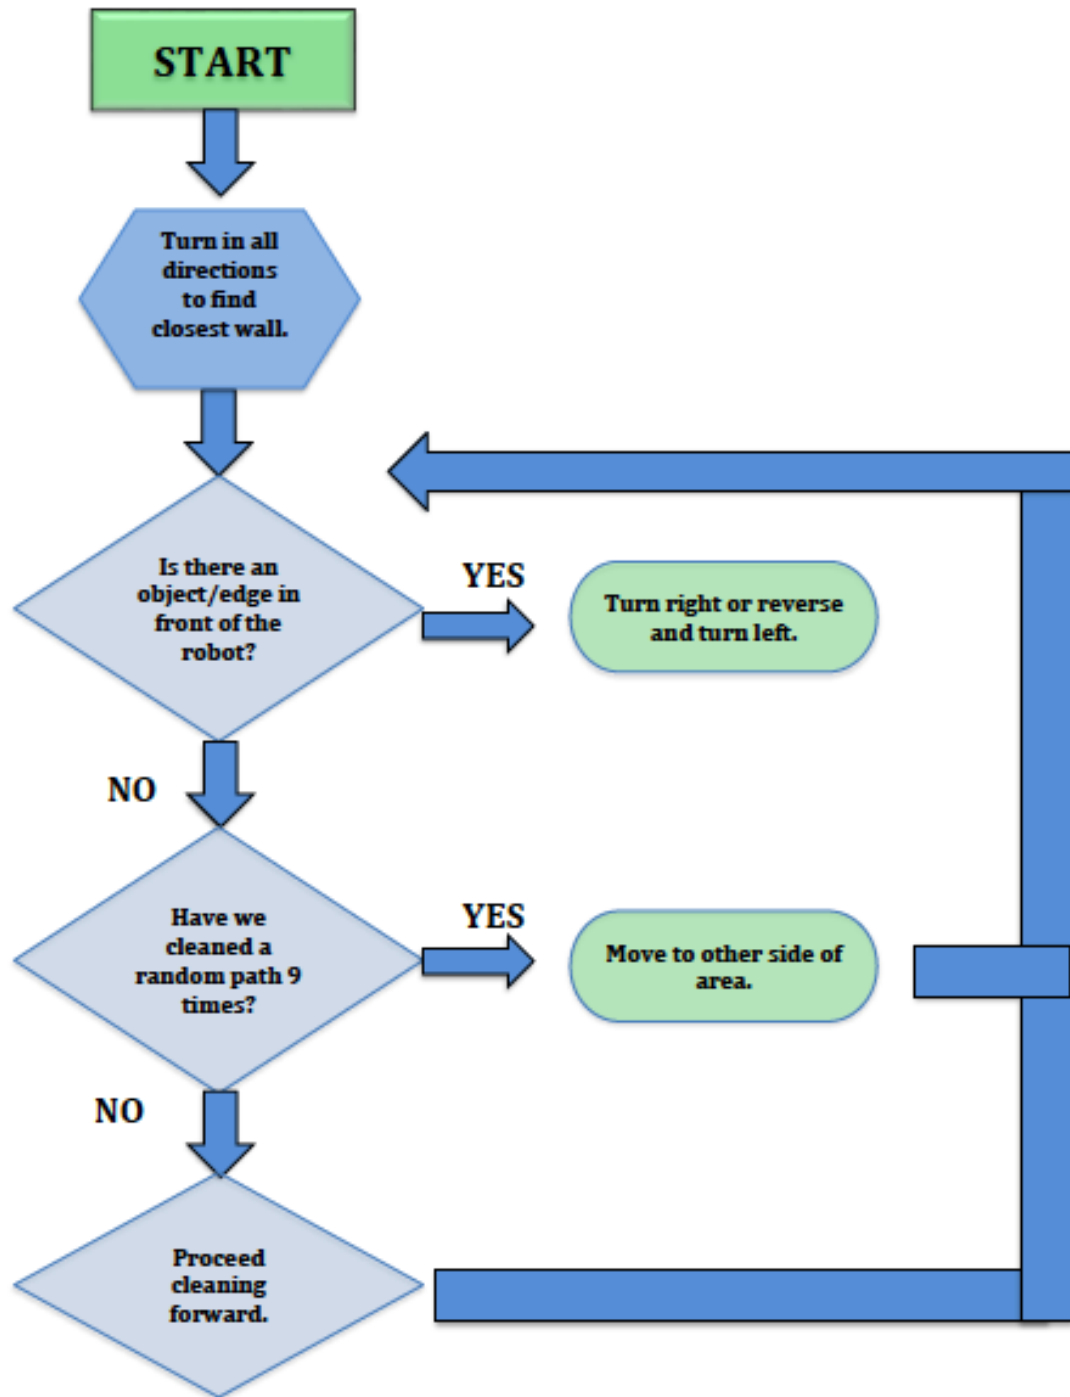 START
Turn in all
directions
to find
closest wall.
Is there an
object/edge in
front of the
robot?
YES
Turn right or reverse
and turn left.
NO
Have we
cleaned a
random path 9
times?
YES
Move to other side of
area.
NO
Proceed
cleaning
forward.